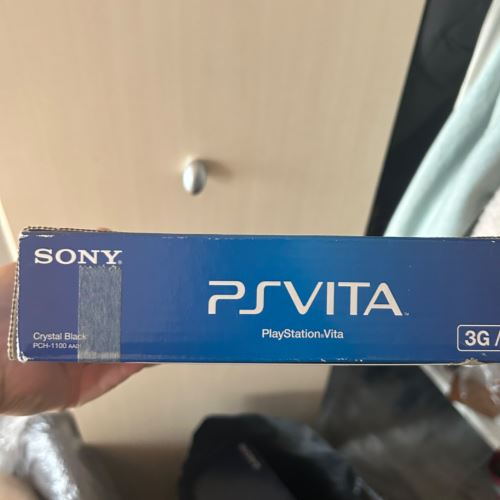 SONY
PSVITA
PlayStation®Vita
Crystal Black
PCH-1100
3G /